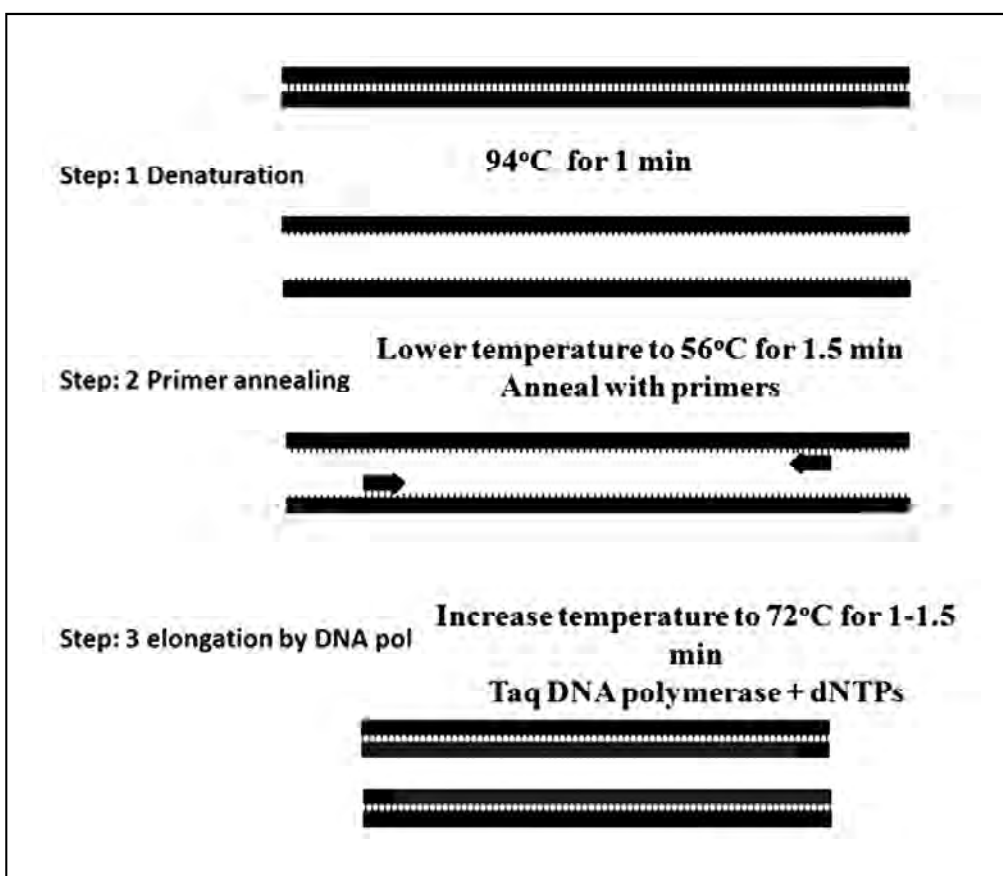 94°C for 1 min
Step: 1 Denaturation
Lower temperature to 56°C for 1.5 min
Step: 2 Primer annealing
Anneal with primers
Increase temperature to 72°C for 1-1.5
Step: 3 elongation by DNA pol
min
Taq DNA polymerase + dNTPs